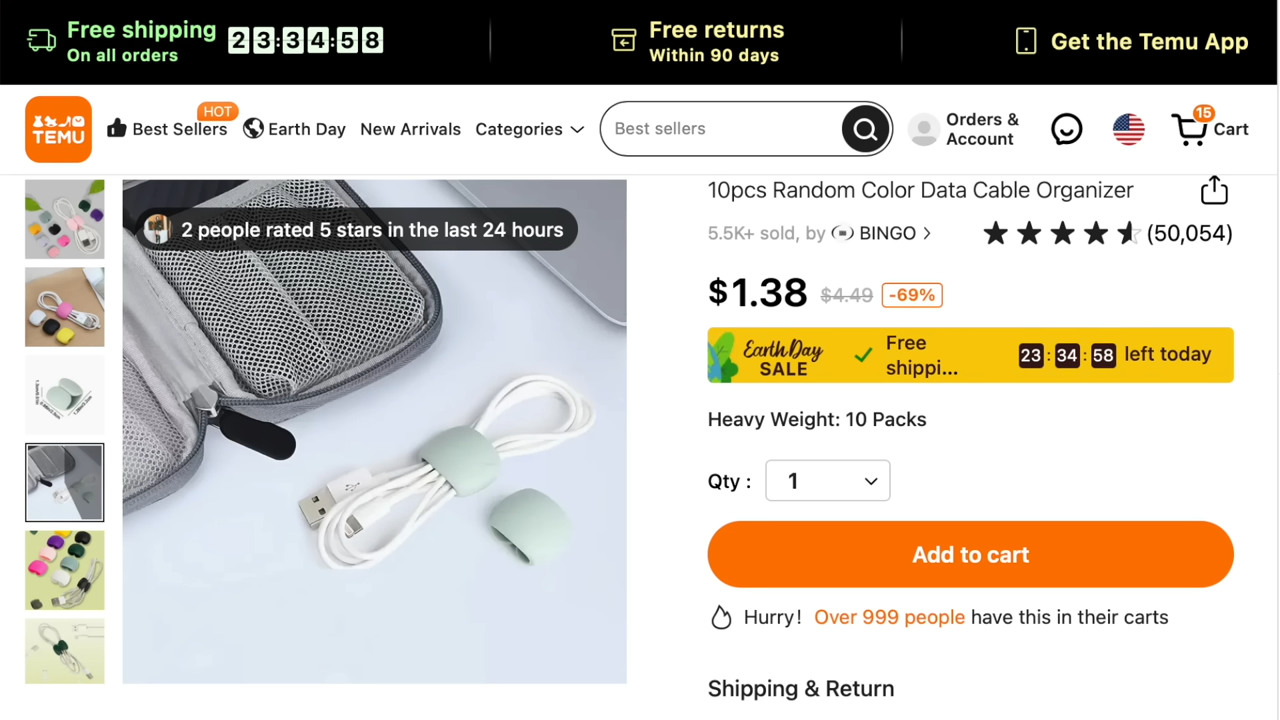 Free shipping
On all orders
23:34:58
Free returns
Within 90 days
Get the Temu App
TEMU
Best Sellers
HOT
Earth Day
New Arrivals
Categories
Best sellers
Orders &
Account
15
Cart
2 people rated 5 stars in the last 24 hours
10pcs Random Color Data Cable Organizer
5.5K+ sold, by BINGO
(50,054)
$1.38 $4.49 -69%
Earth Day
SALE
Free
shippi...
23:34:58 left today
Heavy Weight: 10 Packs
Qty : 1
Add to cart
Hurry! Over 999 people have this in their carts
Shipping & Return